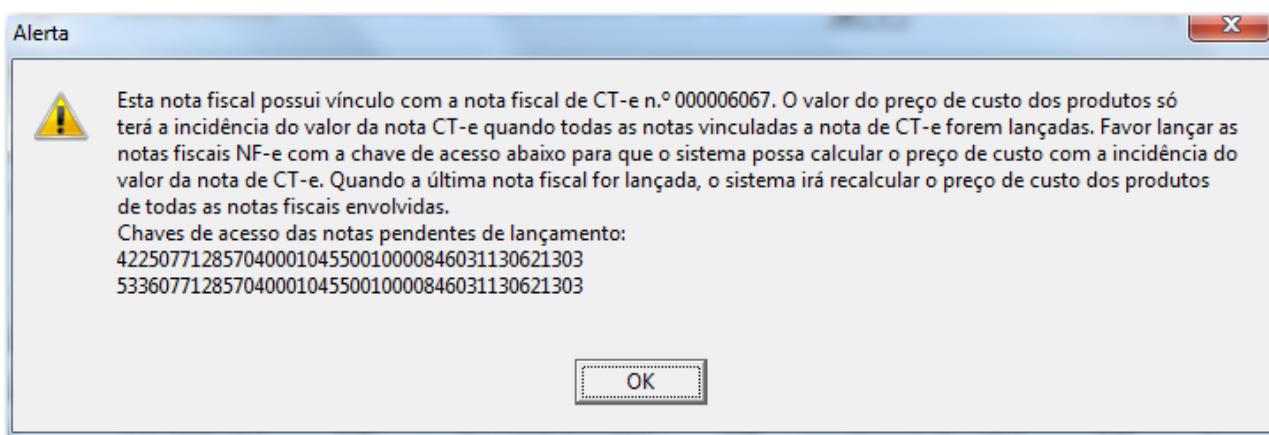 Alerta
Esta nota fiscal possui vínculo com a nota fiscal de CT-e n.º 000006067. O valor do preço de custo dos produtos só
terá a incidência do valor da nota CT-e quando todas as notas vinculadas a nota de CT-e forem lançadas. Favor lançar as
notas fiscais NF-e com a chave de acesso abaixo para que o sistema possa calcular o preço de custo com a incidência do
valor da nota de CT-e. Quando a última nota fiscal for lançada, o sistema irá recalcular o preço de custo dos produtos
de todas as notas fiscais envolvidas.
Chaves de acesso das notas pendentes de lançamento:
42250771285704000104550010000846031130621303
53360771285704000104550010000846031130621303
OK